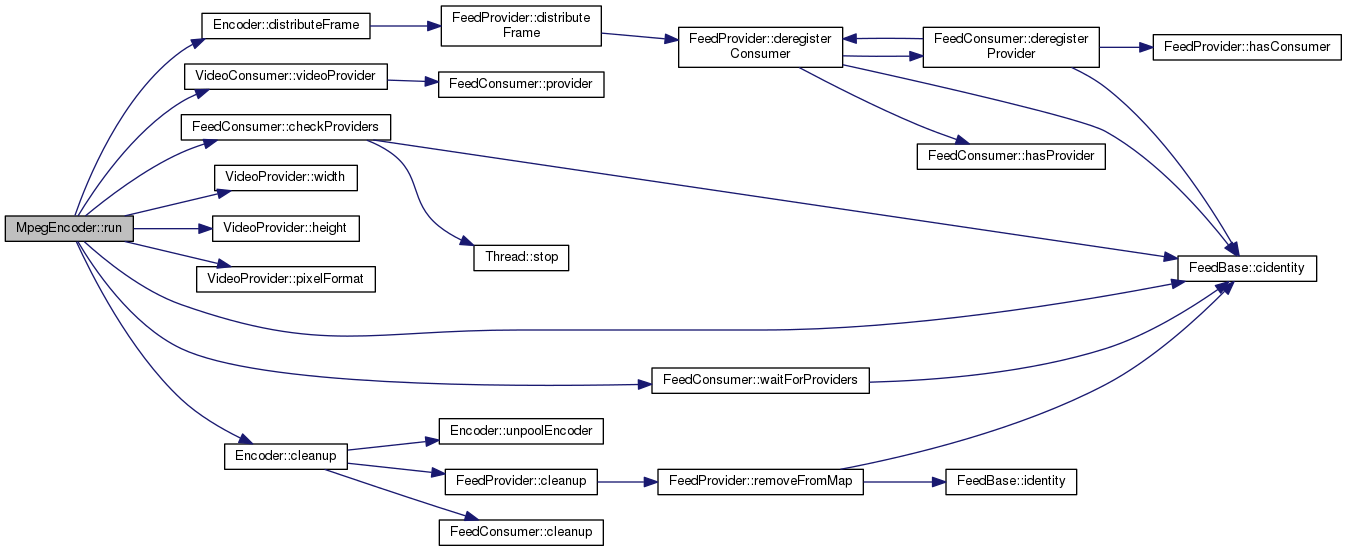 MpegEncoder::run
Encoder::distributeFrame
VideoConsumer::videoProvider
FeedConsumer::checkProviders
VideoProvider::width
VideoProvider::height
VideoProvider::pixelFormat
Encoder::cleanup
FeedProvider::distribute
Frame
FeedConsumer::provider
Thread::stop
Encoder::unpoolEncoder
FeedProvider::cleanup
FeedConsumer::cleanup
FeedProvider::deregister
Consumer
FeedConsumer::waitForProviders
FeedProvider::removeFromMap
FeedConsumer::deregister
Provider
FeedConsumer::hasProvider
FeedBase::identity
FeedProvider::hasConsumer
FeedBase::cidentity